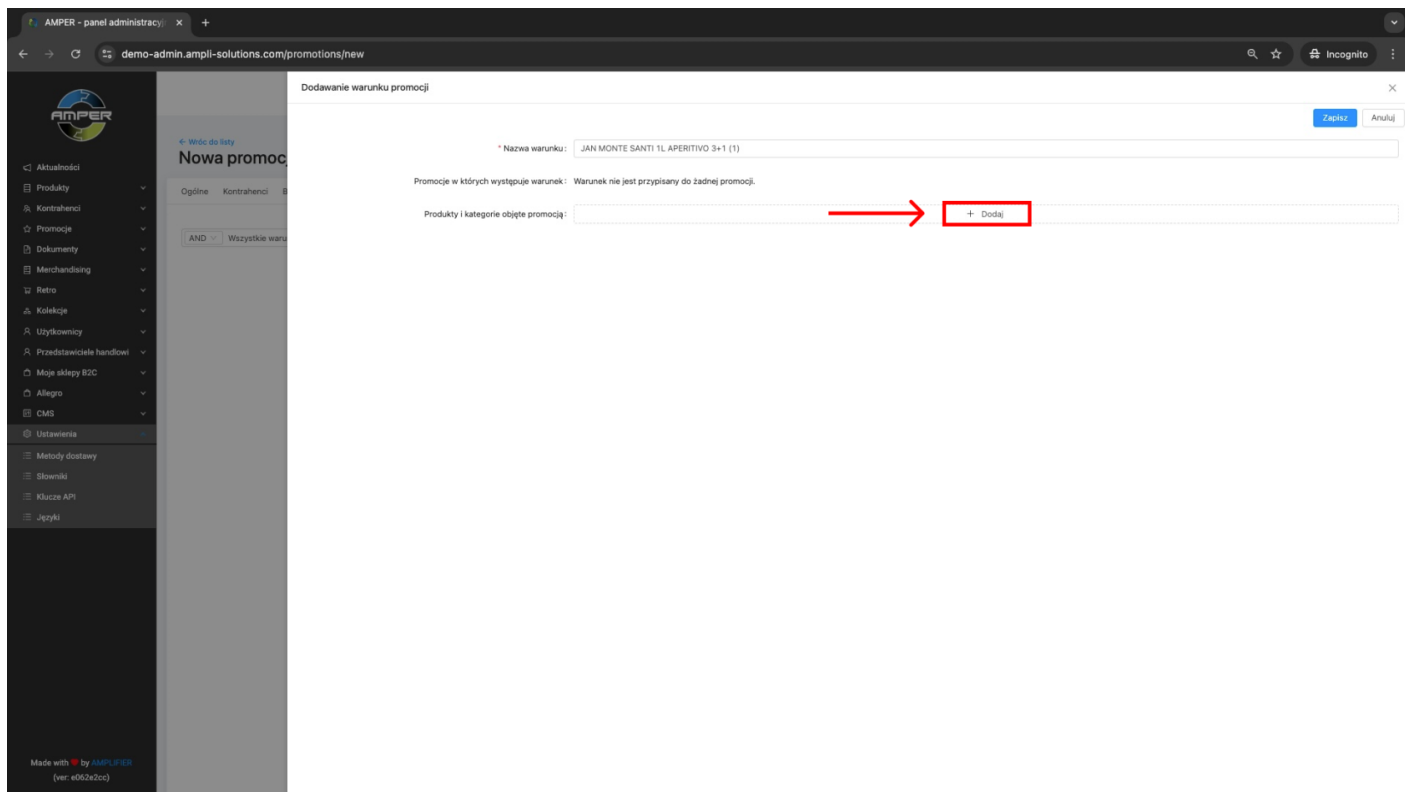 AMPER - panel administracyj
demo-admin.ampli-solutions.com/promotions/new
Incognito
AMPER
Aktualności
Produkty
Kontrahenci
Promocje
Dokumenty
Merchandising
Retro
Kolekcje
Użytkownicy
Przedstawiciele handlowi
Moje sklepy B2C
Allegro
CMS
Ustawienia
Metody dostawy
Słowniki
Klucze API
Języki
Made with ❤ by AMPLIFIER
(ver: e062e2cc)
← Wróc do listy
Nowa promoc
Ogólne Kontrahenci B
AND Wszystkie waru
Dodawanie warunku promocji
Zapisz Anuluj
* Nazwa warunku: JAN MONTE SANTI 1L APERITIVO 3+1 (1)
Promocje w których występuje warunek: Warunek nie jest przypisany do żadnej promocji.
Produkty i kategorie objęte promocją: + Dodaj